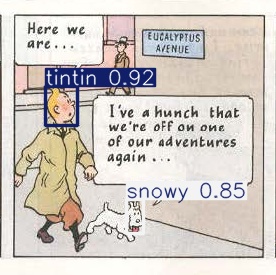 Here we
are...
EUCALYPTUS
AVENUE
tintin 0.92
I've a hunch that
we're off on one
of our adventures
again ...
snowy 0.85